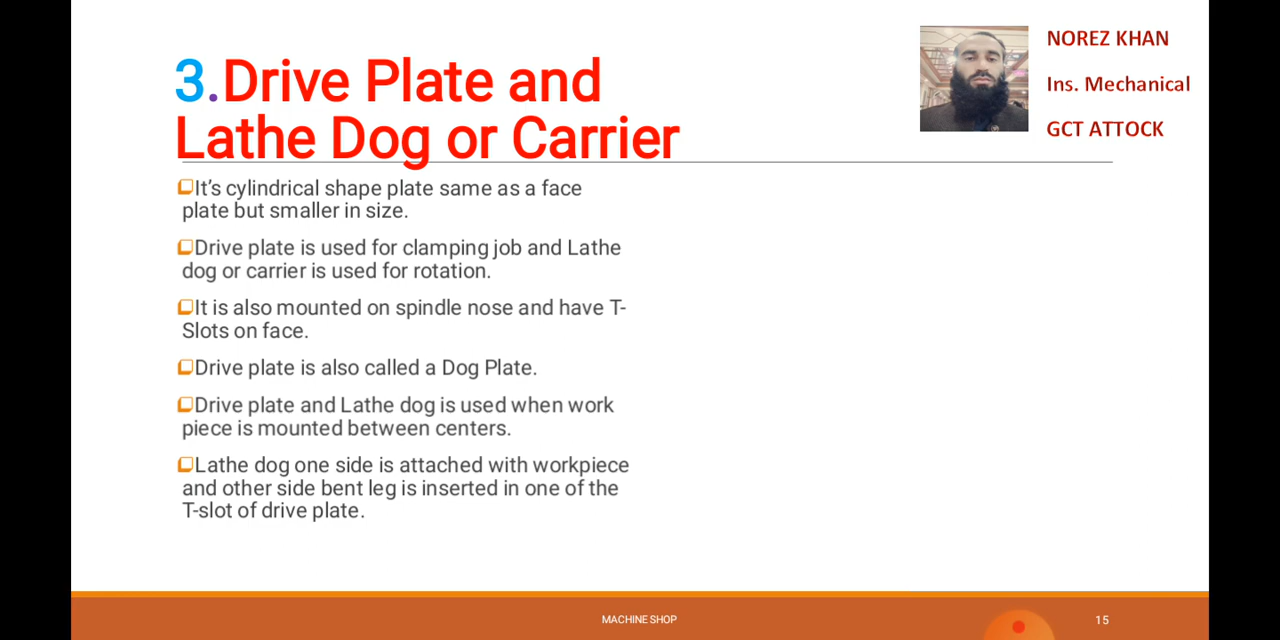 3.Drive Plate and
Lathe Dog or Carrier
NOREZ KHAN
Ins. Mechanical
GCT ATTOCK
It's cylindrical shape plate same as a face
plate but smaller in size.
Drive plate is used for clamping job and Lathe
dog or carrier is used for rotation.
It is also mounted on spindle nose and have T-
Slots on face.
Drive plate is also called a Dog Plate.
Drive plate and Lathe dog is used when work
piece is mounted between centers.
Lathe dog one side is attached with workpiece
and other side bent leg is inserted in one of the
T-slot of drive plate.
MACHINE SHOP
15